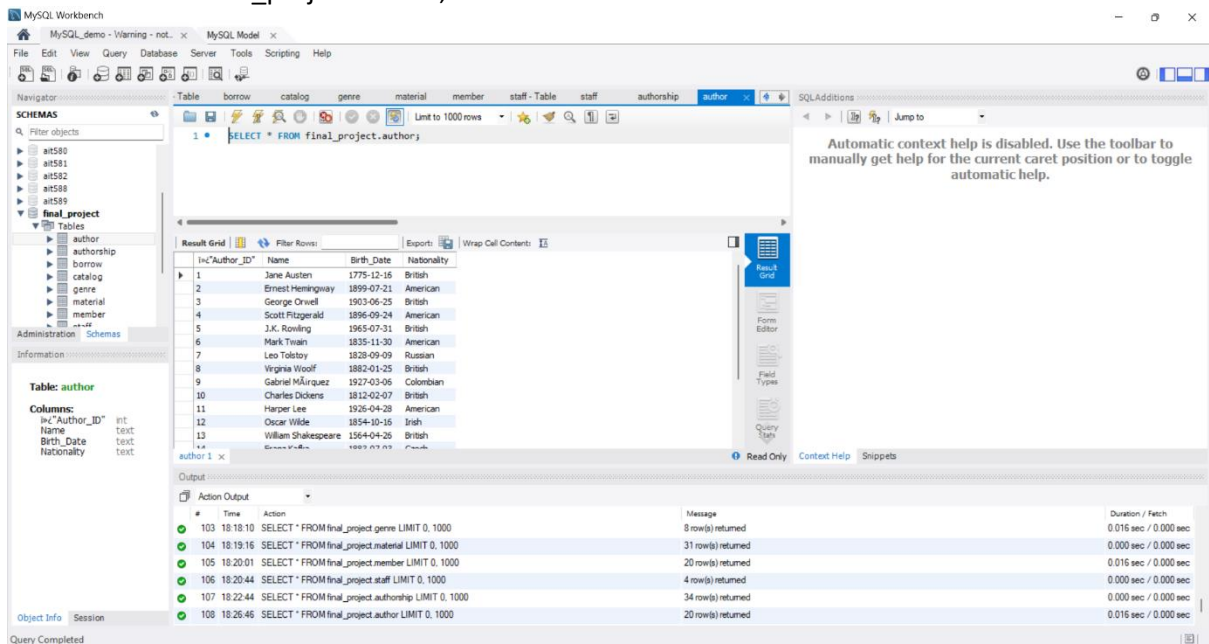 MySQL Workbench
MySQL_demo - Warning - not.. × MySQL Model ×
File Edit View Query Database Server Tools Scripting Help
Navigator
SCHEMAS
Filter objects
ait580
ait581
ait582
ait588
ait589
final_project
Tables
author
authorship
borrow
catalog
genre
material
member
Administration Schemas
Information
Table: author
Columns:
ï»¿"Author_ID" int
Name text
Birth_Date text
Nationality text
Object Info Session
- Table borrow catalog genre material member staff - Table staff authorship author ×
Limit to 1000 rows
1 SELECT * FROM final_project.author;
Result Grid Filter Rows: Export: Wrap Cell Content:
ï»¿"Author_ID" Name Birth_Date Nationality
1 Jane Austen 1775-12-16 British
2 Ernest Hemingway 1899-07-21 American
3 George Orwell 1903-06-25 British
4 Scott Fitzgerald 1896-09-24 American
5 J.K. Rowling 1965-07-31 British
6 Mark Twain 1835-11-30 American
7 Leo Tolstoy 1828-09-09 Russian
8 Virginia Woolf 1882-01-25 British
9 Gabriel MÃ¡rquez 1927-03-06 Colombian
10 Charles Dickens 1812-02-07 British
11 Harper Lee 1926-04-28 American
12 Oscar Wilde 1854-10-16 Irish
13 William Shakespeare 1564-04-26 British
Result Grid
Form Editor
Field Types
Query Stats
author 1 × Read Only
SQLAdditions
Jump to
Automatic context help is disabled. Use the toolbar to
manually get help for the current caret position or to toggle
automatic help.
Context Help Snippets
Output
Action Output
# Time Action Message Duration / Fetch
103 18:18:10 SELECT * FROM final_project.genre LIMIT 0, 1000 8 row(s) returned 0.016 sec / 0.000 sec
104 18:19:16 SELECT * FROM final_project.material LIMIT 0, 1000 31 row(s) returned 0.000 sec / 0.000 sec
105 18:20:01 SELECT * FROM final_project.member LIMIT 0, 1000 20 row(s) returned 0.016 sec / 0.000 sec
106 18:20:44 SELECT * FROM final_project.staff LIMIT 0, 1000 4 row(s) returned 0.000 sec / 0.000 sec
107 18:22:44 SELECT * FROM final_project.authorship LIMIT 0, 1000 34 row(s) returned 0.000 sec / 0.000 sec
108 18:26:46 SELECT * FROM final_project.author LIMIT 0, 1000 20 row(s) returned 0.016 sec / 0.000 sec
Query Completed